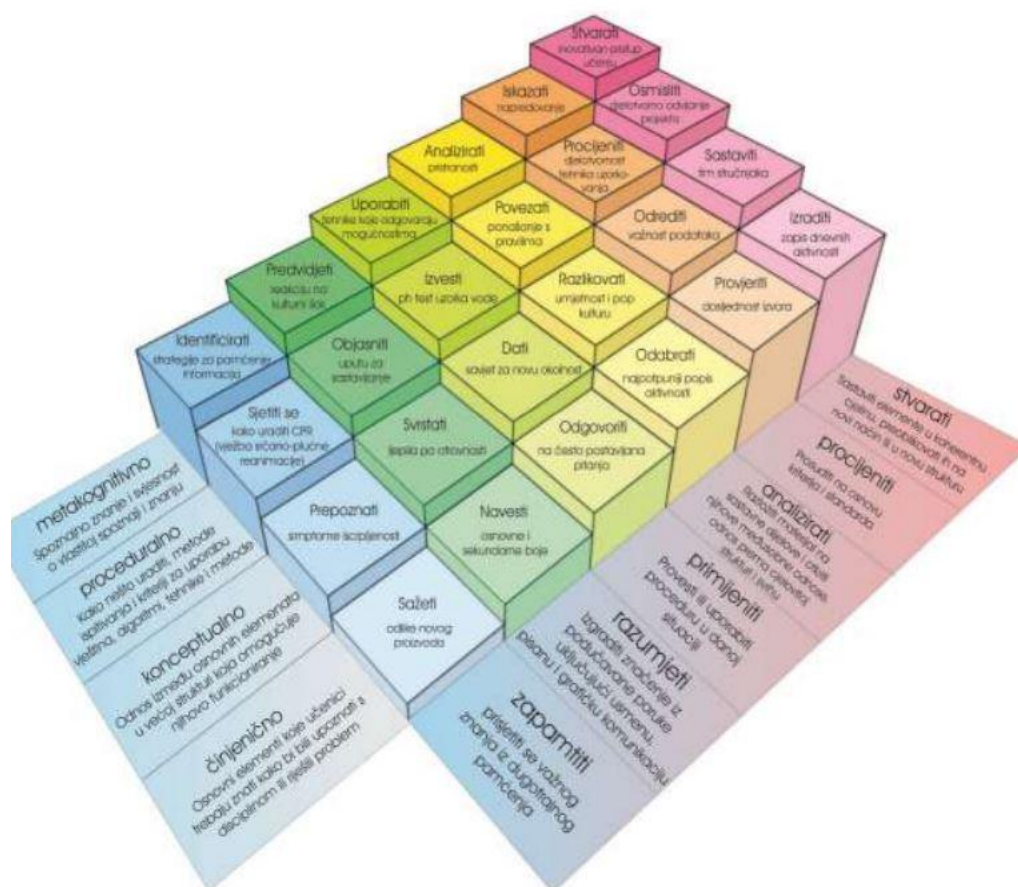 Stvarati
inovativan pristup
učenju
Iskazati
napredovanje
Osmisliti
djelotvorno odvijanje
projekta
Analizirati
pristranosti
Procijeniti
djelotvornost
tehnika uzorko-
vanja
Sastaviti
tim stručnjaka
Uporabiti
tehnike koje odgovaraju
mogućnostima
Povezati
ponašanje s
pravilima
Odrediti
važnost podataka
Izraditi
zapis dnevnih
aktivnosti
Predvidjeti
reakciju na
kulturni šok
Izvesti
ph test uzorka vode
Razlikovati
umjetnost i pop
kulturu
Provjeriti
dosljednost izvora
Identificirati
strategije za pamćenje
informacija
Objasniti
uputu za
sastavljanje
Dati
savjet za novu okolnost
Odabrati
najpotpuniji popis
aktivnosti
Sjetiti se
kako uraditi CPR
(vježba srčano-plućne
reanimacije)
Svrstati
ljepila po otrovnosti
Odgovoriti
na često postavljana
pitanja
Prepoznati
simptome iscrpljenosti
Navesti
osnovne i
sekundarne boje
Sažeti
odlike novog
proizvoda
metakognitivno
Spoznajno znanje i svjesnost
o vlastitoj spoznaji i znanju
proceduralno
Kako nešto uraditi, metode
ispitivanja i kriteriji za uporabu
vještina, algoritmi, tehnike i metode
konceptualno
Odnos između osnovnih elemenata
u većoj strukturi koja omogućuje
njihovo funkcioniranje
činjenično
Osnovni elementi koje učenici
trebaju znati kako bi bili upoznati s
disciplinom ili riješili problem
stvarati
Sastaviti elemente u koherentnu
cjelinu, preoblikovati ih na
novi način ili u novu strukturu
procijeniti
Prosuditi na osnovu
kriterija i standarda
analizirati
Razložiti materijal na
sastavne dijelove i otkriti
njihove međusobne odnose,
odnos prema cjelovitoj
strukturi i svrhu
primijeniti
Provesti ili uporabiti
proceduru u danoj
situaciji
razumjeti
Izgraditi značenje iz
podučavane poruke
uključujući usmenu,
pisanu i grafičku komunikaciju
zapamtiti
prisjetiti se važnog
znanja iz dugotrajnog
pamćenja